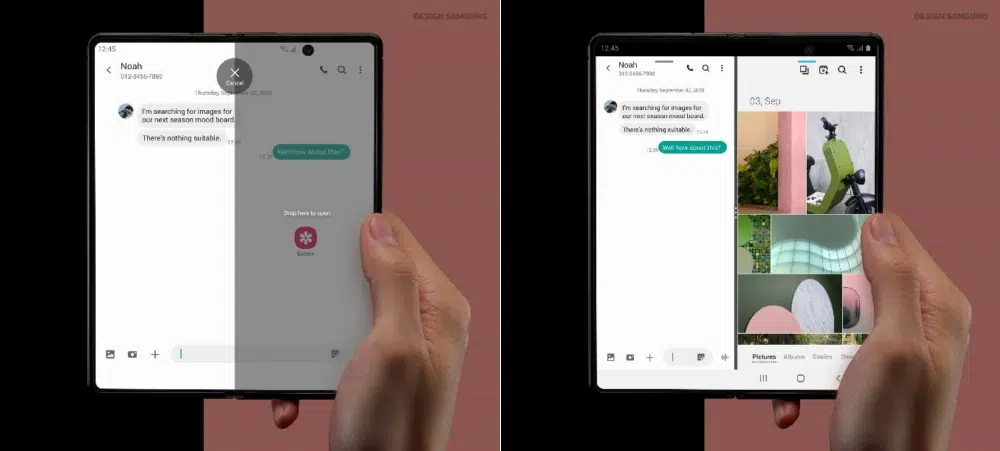 DESIGN SAMSUNG
12:45
Noah
012-3456-7890
Cancel
Thursday, September 03, 2020
I'm searching for images for
our next season mood board.
There's nothing suitable.
Well how about this?
Drop here to open
Gallery
DESIGN SAMSUNG
12:45
Noah
012-3456-7890
Thursday, September 03, 2020
I'm searching for images for
our next season mood board.
There's nothing suitable.
Well how about this?
03, Sep
Pictures Albums Stories